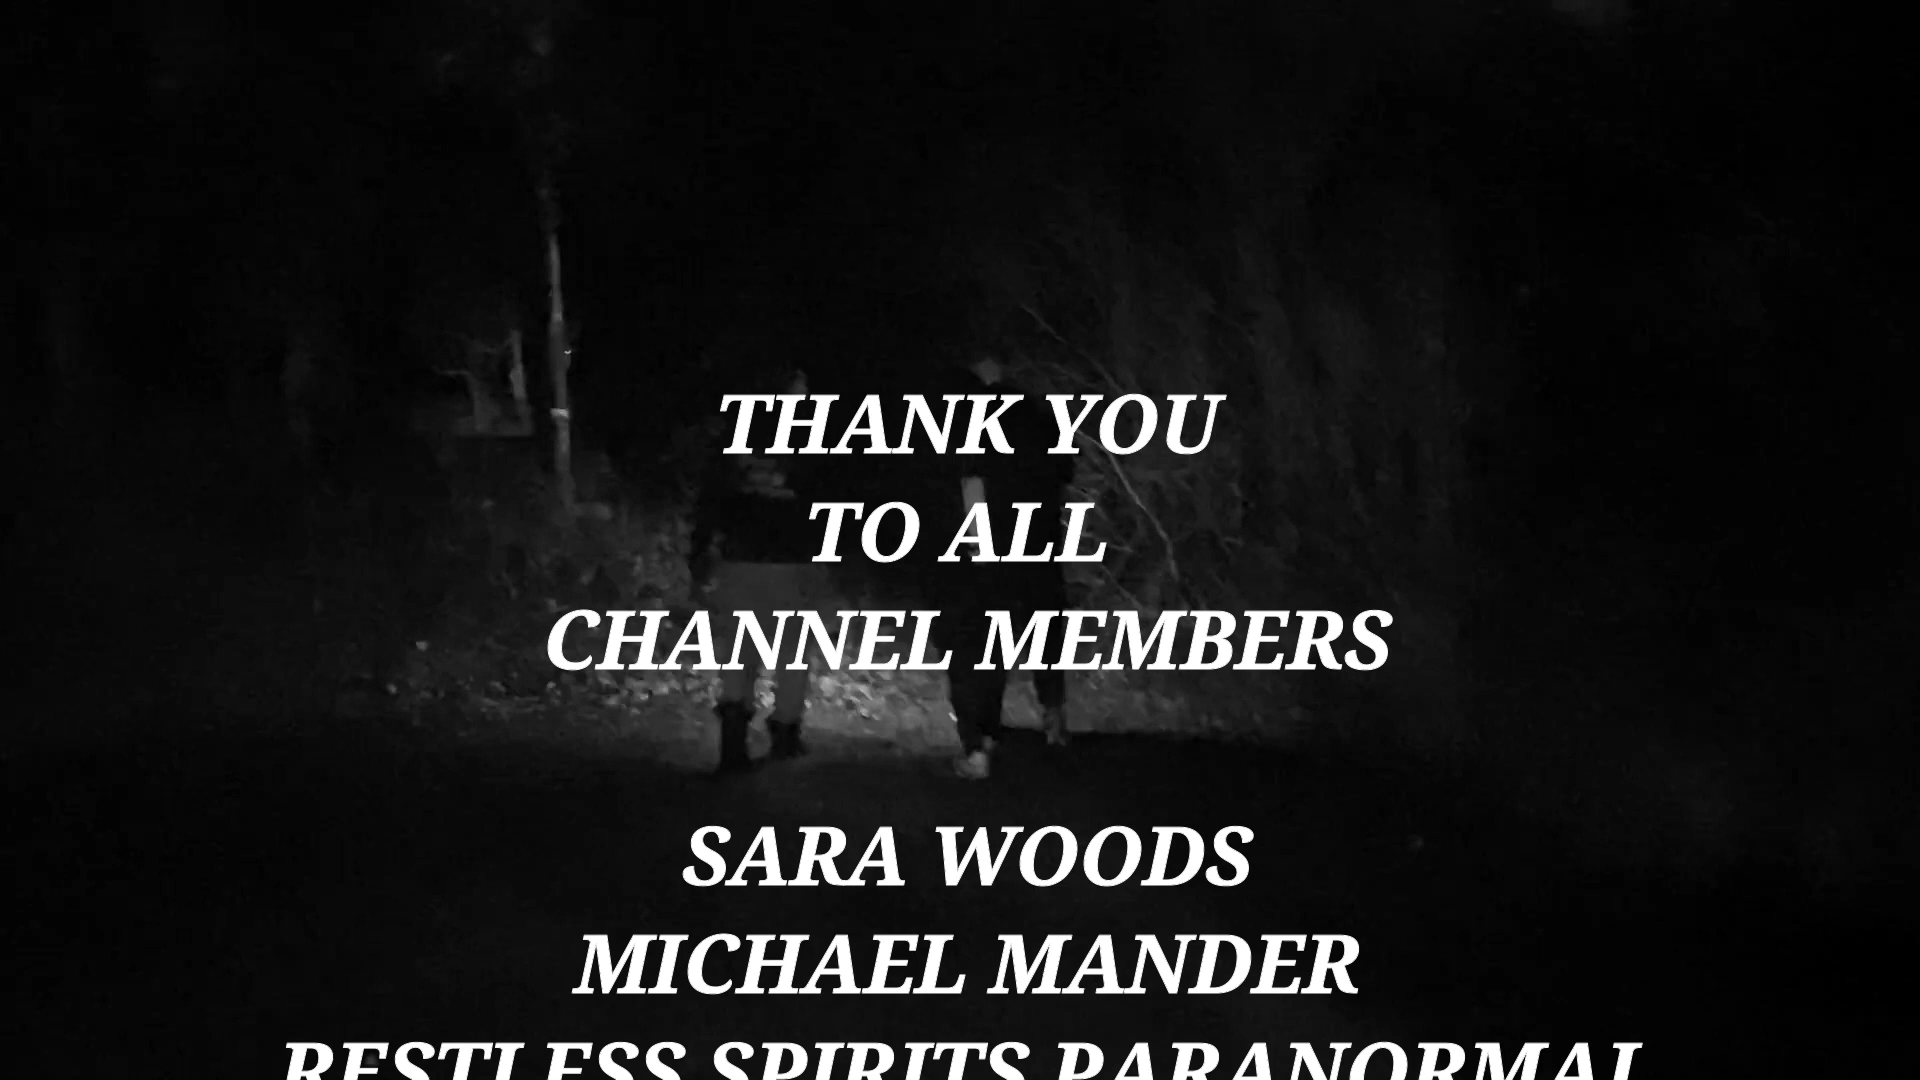 THANK YOU
TO ALL
CHANNEL MEMBERS
SARA WOODS
MICHAEL MANDER
RESTLESS SPIRITS PARANORMAL